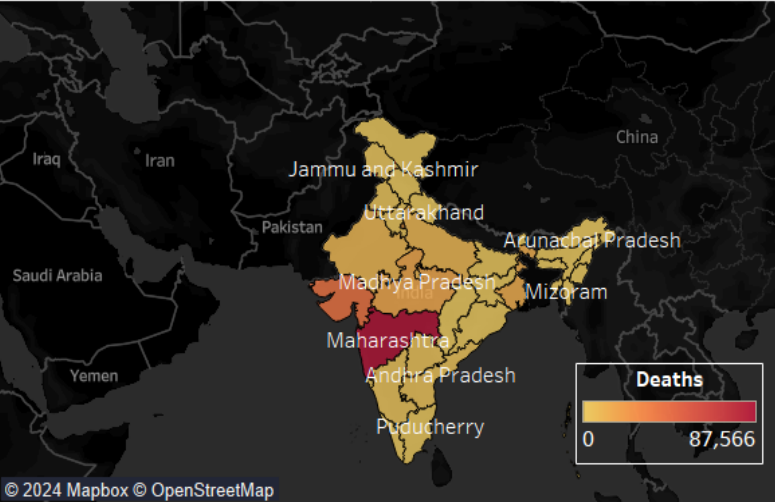 China
Iraq
Iran
Jammu and Kashmir
Uttarakhand
Pakistan
Arunachal Pradesh
Saudi Arabia
Madhya Pradesh
India
Mizoram
Maharashtra
Yemen
Andhra Pradesh
Deaths
Puducherry
0
87,566
© 2024 Mapbox © OpenStreetMap